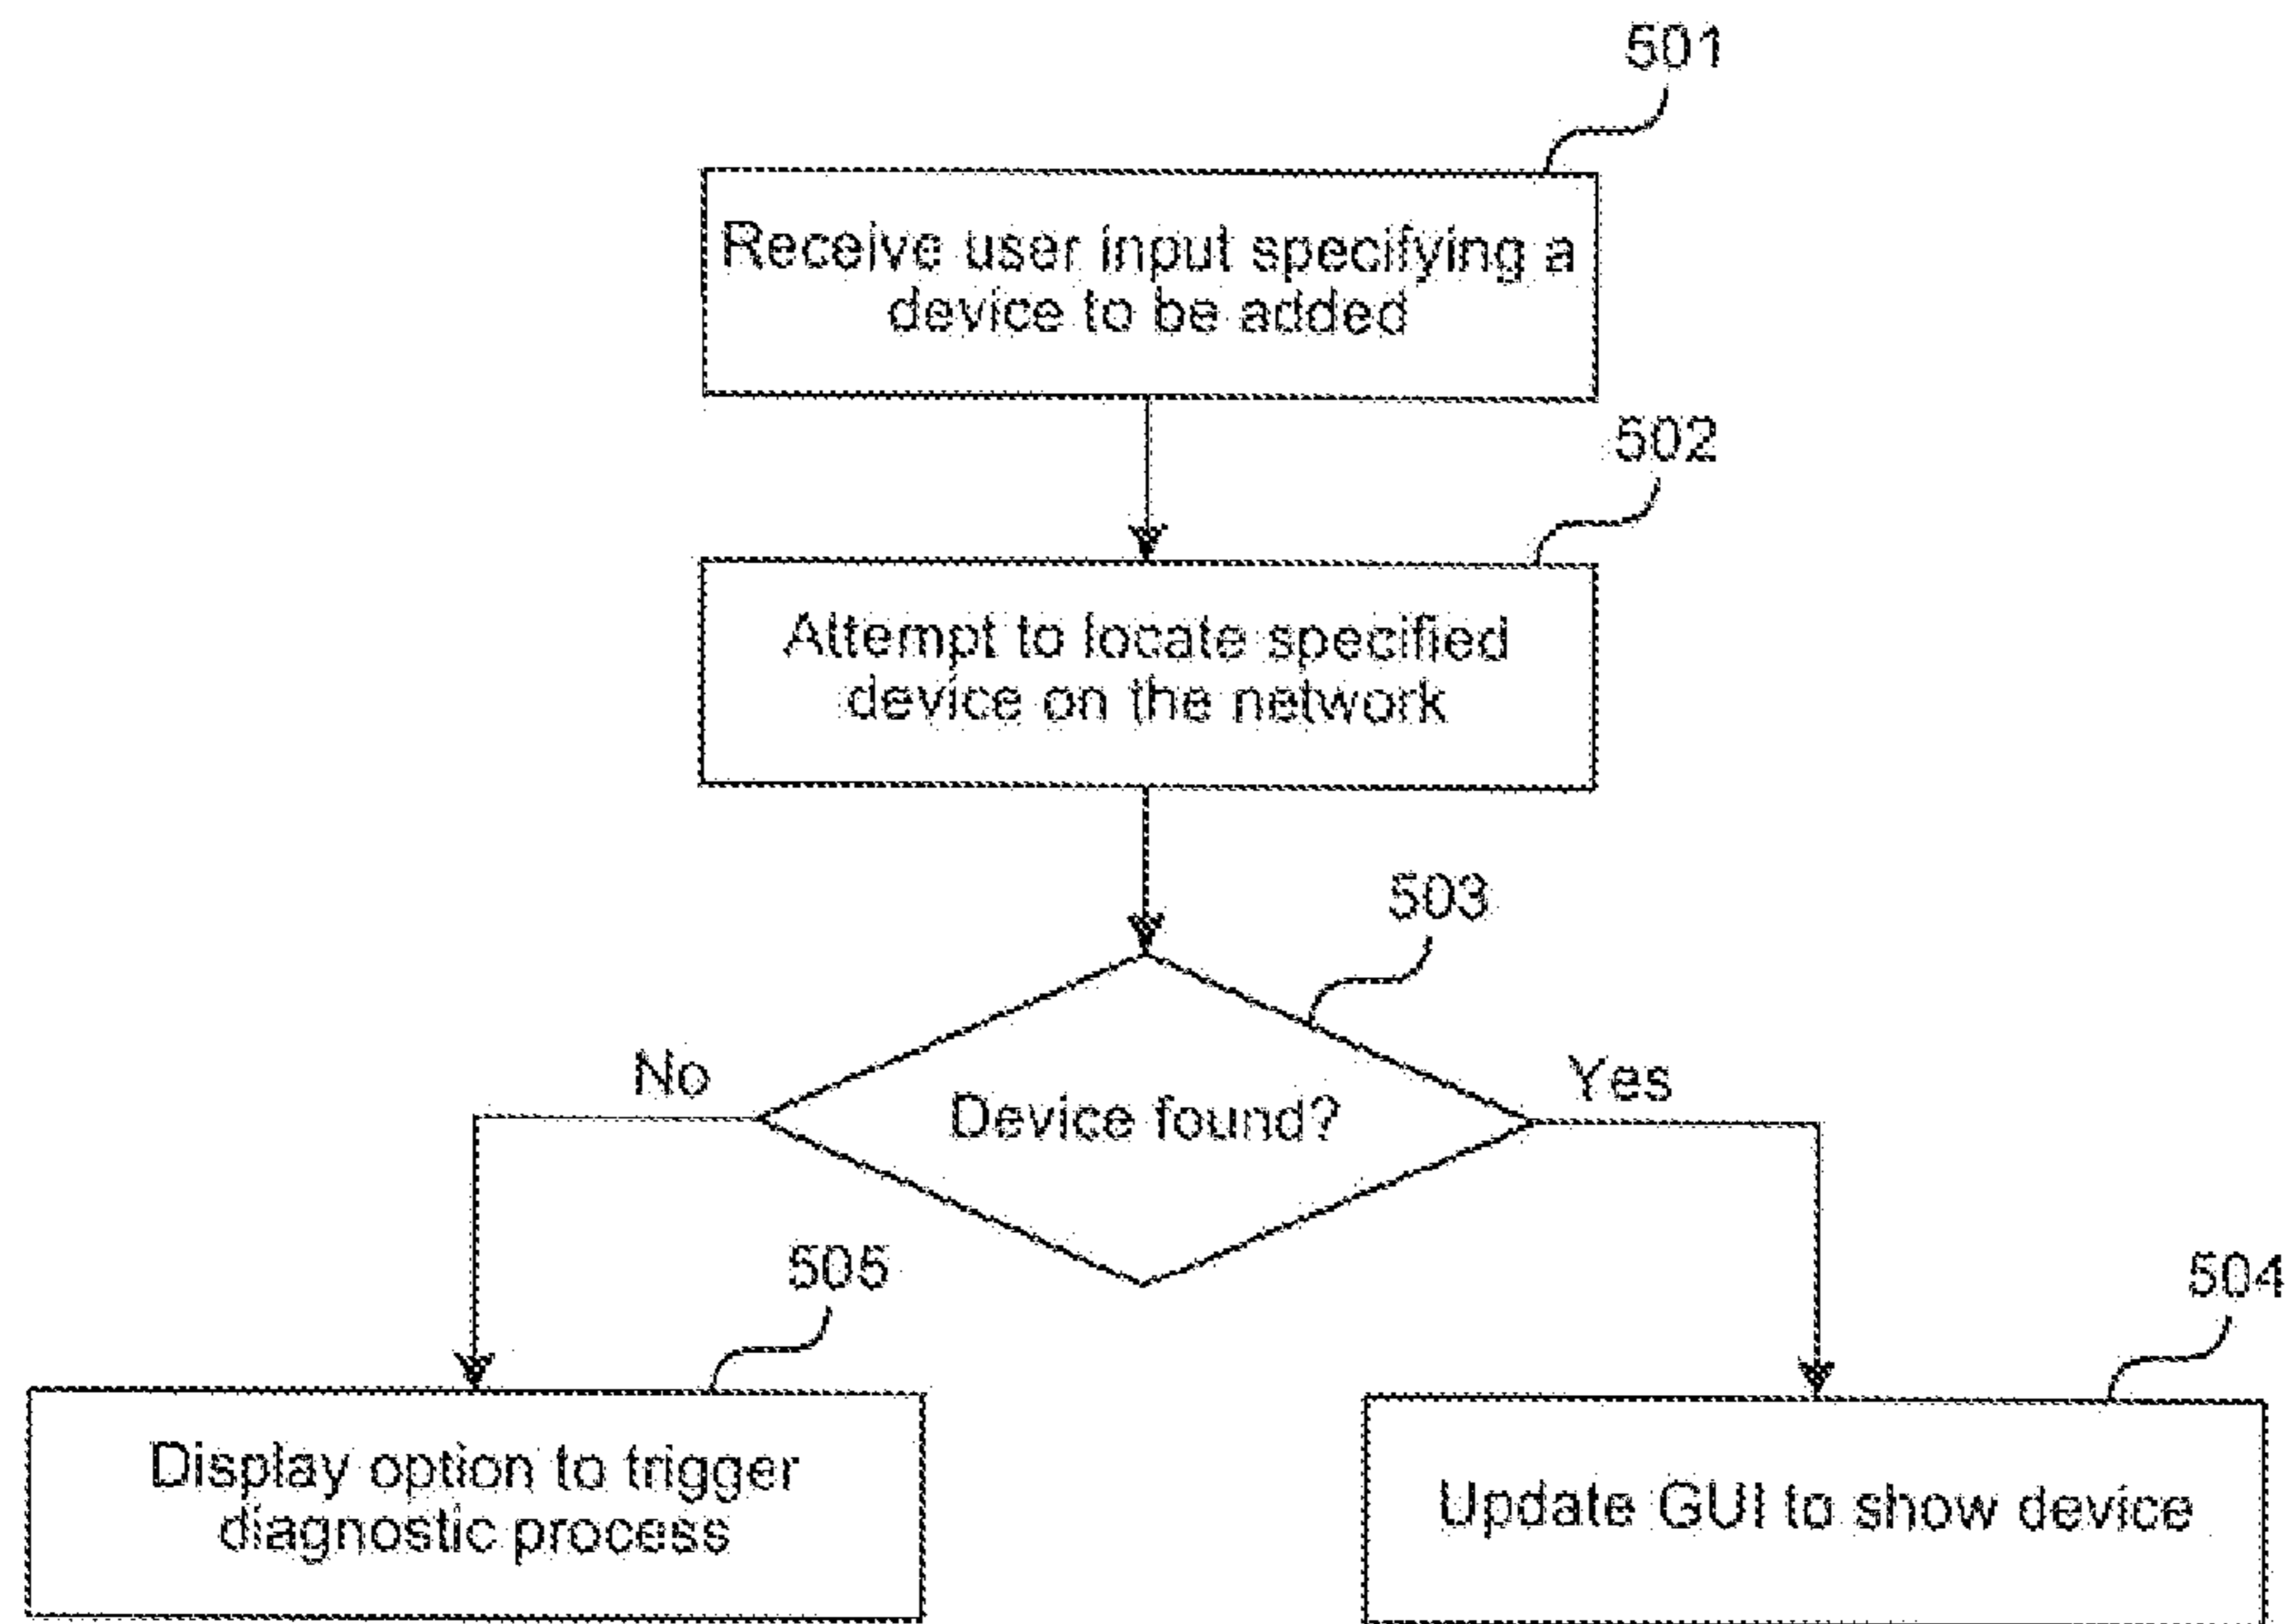 501
Receive user input specifying a
device to be added
502
Attempt to locate specified
device on the network
503
No
Device found?
Yes
505
504
Display option to trigger
diagnostic process
Update GUI to show device